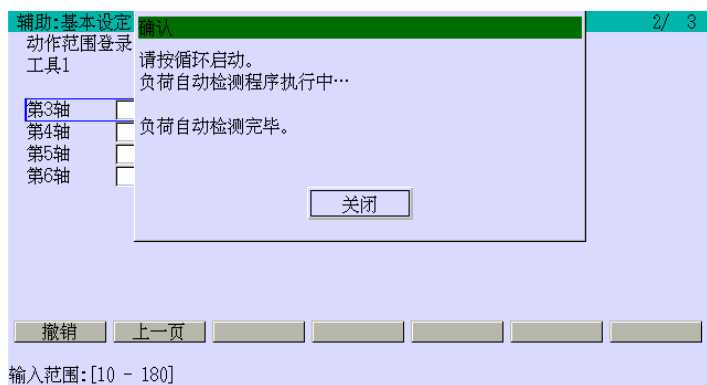 辅助:基本设定
2/ 3
动作范围登录
工具1
确认
请按循环启动。
负荷自动检测程序执行中…
负荷自动检测完毕。
第3轴
第4轴
第5轴
第6轴
关闭
撤销
上一页
输入范围:[10 - 180]